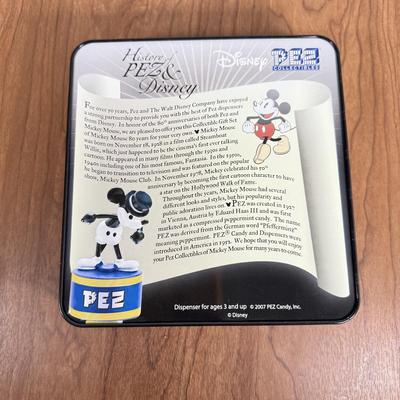 History
PEZ &
Disney
Disney
PEZ
COLLECTIBLES
For over 50 years, Pez and The Walt Disney Company have enjoyed
a strong partnership to provide you with the best of Pez dispensers
from Disney. In honor of the 80th anniversaries of both Pez and
Mickey Mouse, we are pleased to offer you this Collectible Gift Set
of Mickey Mouse 80 years for your very own. Mickey Mouse
was born on November 18, 1928 in a film called Steamboat
Willie, which just happened to be the cinema's first ever talking
cartoon. He appeared in many films through the 1930s and
1940s including one of his most famous, Fantasia. In the 1950s,
he began to transition to television and was featured on the popular
show, Mickey Mouse Club. In November 1978, Mickey celebrated his 50th
anniversary by becoming the first cartoon character to have
a star on the Hollywood Walk of Fame.
Throughout the years, Mickey Mouse had several
different looks and styles, but his popularity and
public adoration lives on PEZ was created in 1927
in Vienna, Austria by Eduard Haas III and was first
marketed as a compressed peppermint candy. The name
PEZ was derived from the German word "Pfefferminz"
meaning peppermint. PEZ® Candy and Dispensers were
introduced in America in 1952. We hope that you will enjoy
your Pez Collectibles of Mickey Mouse for many years to come.
PEZ
Dispenser for ages 3 and up © 2007 PEZ Candy, Inc.
© Disney